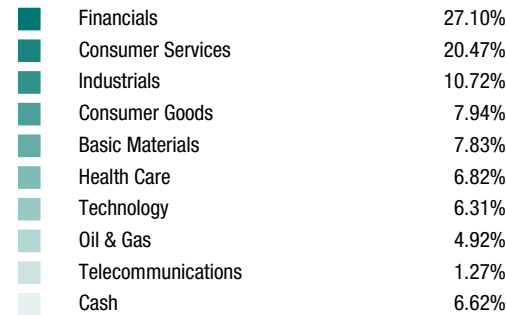 Financials 27.10%
Consumer Services 20.47%
Industrials 10.72%
Consumer Goods 7.94%
Basic Materials 7.83%
Health Care 6.82%
Technology 6.31%
Oil & Gas 4.92%
Telecommunications 1.27%
Cash 6.62%